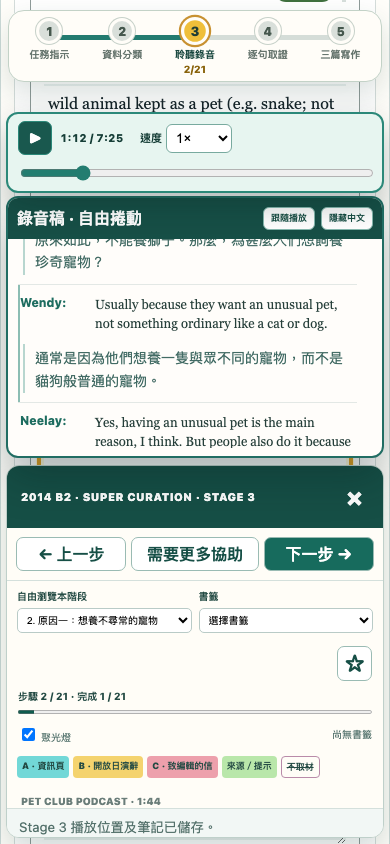 1 2 3 4 5
任務指示 資料分類 聆聽錄音 逐句取證 三篇寫作
2/21
wild animal kept as a pet (e.g. snake; not
1:12 / 7:25 速度 1×
錄音稿 · 自由捲動 跟隨播放 隱藏中文
原來如此，不能養獅子。那麼，為甚麼人們想飼養
珍奇寵物？
Wendy: Usually because they want an unusual pet,
not something ordinary like a cat or dog.
通常是因為他們想養一隻與眾不同的寵物，而不是
貓狗般普通的寵物。
Neelay: Yes, having an unusual pet is the main
reason, I think. But people also do it because
2014 B2 · SUPER CURATION · STAGE 3 ×
← 上一步 需要更多協助 下一步 →
自由瀏覽本階段 書籤
2. 原因一：想養不尋常的寵物 選擇書籤
☆
步驟 2 / 21 · 完成 1 / 21
聚光燈 尚無書籤
A · 資訊頁 B · 開放日演辭 C · 致編輯的信 來源 / 提示 不取材
PET CLUB PODCAST · 1:44
Stage 3 播放位置及筆記已儲存。